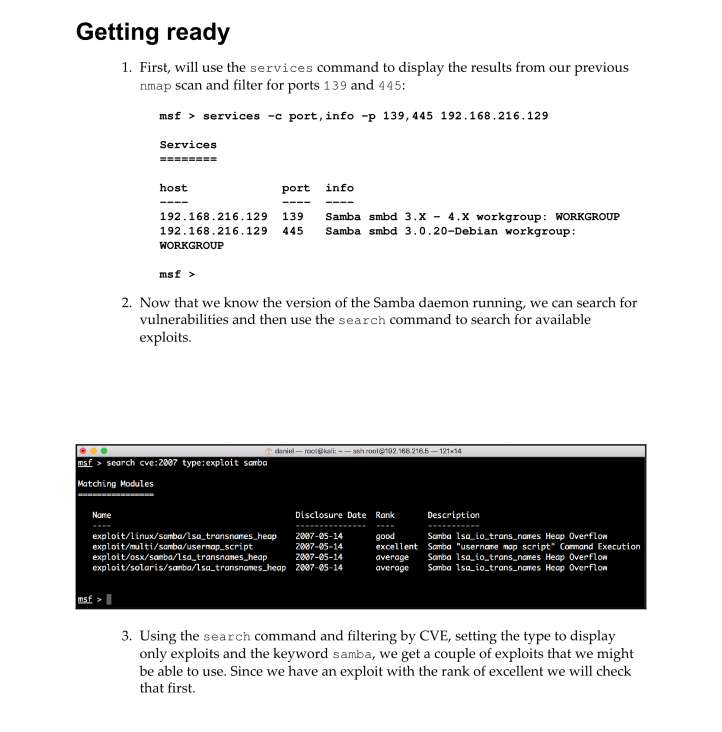 Getting ready
1. First, will use the services command to display the results from our previous
nmap scan and filter for ports 139 and 445:
msf > services -c port,info -p 139,445 192.168.216.129
Services
========
host port info
---- ---- ----
192.168.216.129 139 Samba smbd 3.X - 4.X workgroup: WORKGROUP
192.168.216.129 445 Samba smbd 3.0.20-Debian workgroup:
WORKGROUP
msf >
2. Now that we know the version of the Samba daemon running, we can search for
vulnerabilities and then use the search command to search for available
exploits.
daniel — root@kali: ~ — ssh root@192.168.216.5 — 121×14
msf > search cve:2007 type:exploit samba
Matching Modules
================
Name Disclosure Date Rank Description
---- --------------- ---- -----------
exploit/linux/samba/lsa_transnames_heap 2007-05-14 good Samba lsa_io_trans_names Heap Overflow
exploit/multi/samba/usermap_script 2007-05-14 excellent Samba "username map script" Command Execution
exploit/osx/samba/lsa_transnames_heap 2007-05-14 average Samba lsa_io_trans_names Heap Overflow
exploit/solaris/samba/lsa_transnames_heap 2007-05-14 average Samba lsa_io_trans_names Heap Overflow
msf >
3. Using the search command and filtering by CVE, setting the type to display
only exploits and the keyword samba, we get a couple of exploits that we might
be able to use. Since we have an exploit with the rank of excellent we will check
that first.